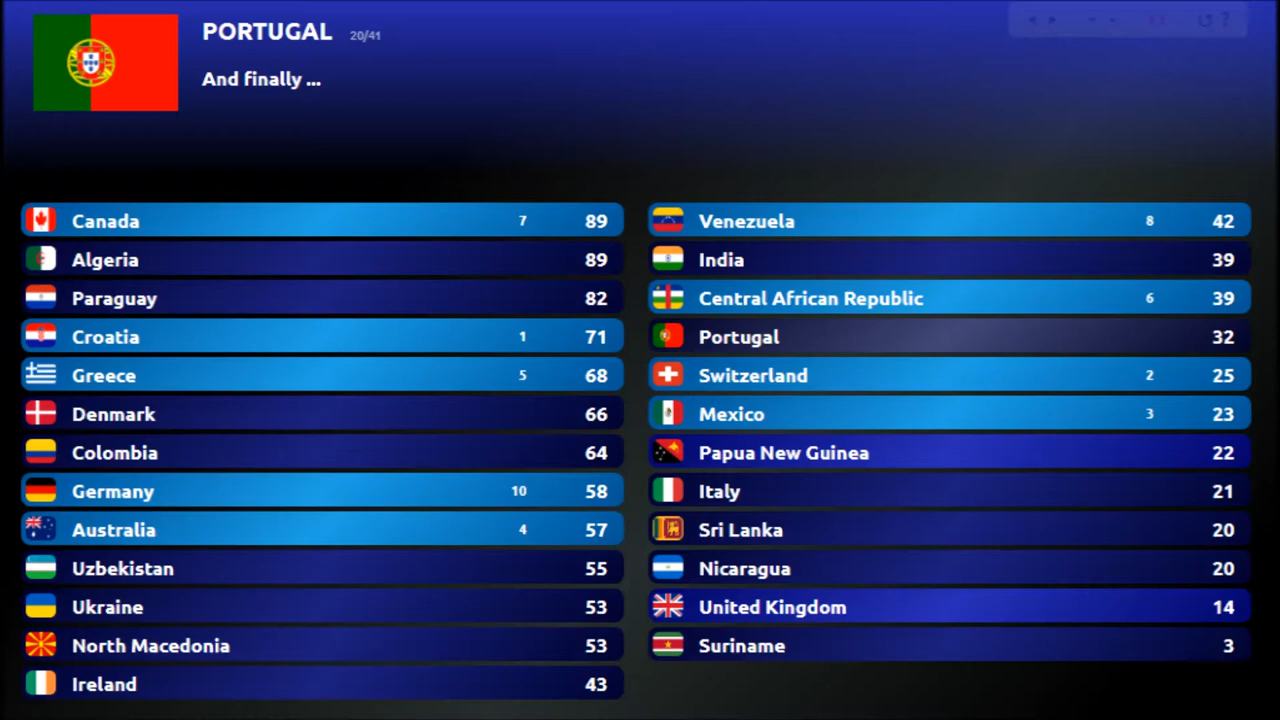 PORTUGAL 20/41
And finally ...
Canada 7 89
Algeria 89
Paraguay 82
Croatia 1 71
Greece 5 68
Denmark 66
Colombia 64
Germany 10 58
Australia 4 57
Uzbekistan 55
Ukraine 53
North Macedonia 53
Ireland 43
Venezuela 8 42
India 39
Central African Republic 6 39
Portugal 32
Switzerland 2 25
Mexico 3 23
Papua New Guinea 22
Italy 21
Sri Lanka 20
Nicaragua 20
United Kingdom 14
Suriname 3